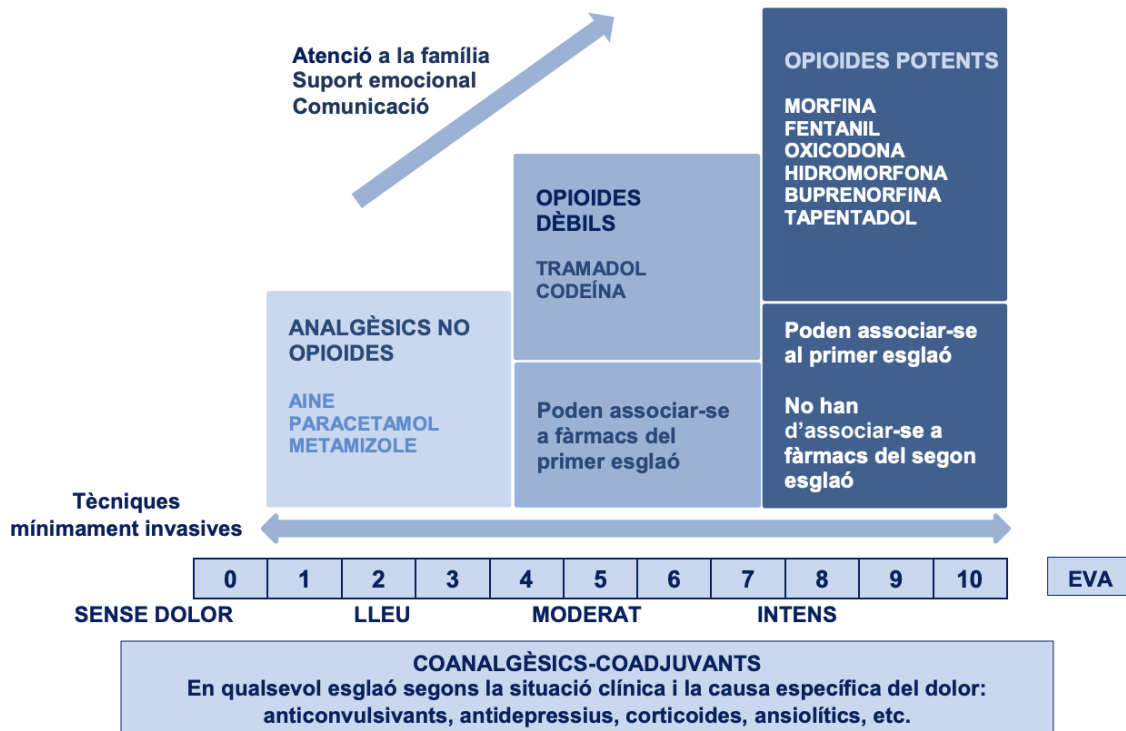 Atenció a la família
Suport emocional
Comunicació
OPIOIDES POTENTS
MORFINA
FENTANIL
OXICODONA
HIDROMORFONA
BUPRENORFINA
TAPENTADOL
OPIOIDES
DÈBILS
TRAMADOL
CODEÍNA
ANALGÈSICS NO
OPIOIDES
AINE
PARACETAMOL
METAMIZOLE
Poden associar-se
a fàrmacs del
primer esglaó
Poden associar-se
al primer esglaó
No han
d’associar-se a
fàrmacs del segon
esglaó
Tècniques
mínimament invasives
0 1 2 3 4 5 6 7 8 9 10 EVA
SENSE DOLOR LLEU MODERAT INTENS
COANALGÈSICS-COADJUVANTS
En qualsevol esglaó segons la situació clínica i la causa específica del dolor:
anticonvulsivants, antidepressius, corticoides, ansiolítics, etc.